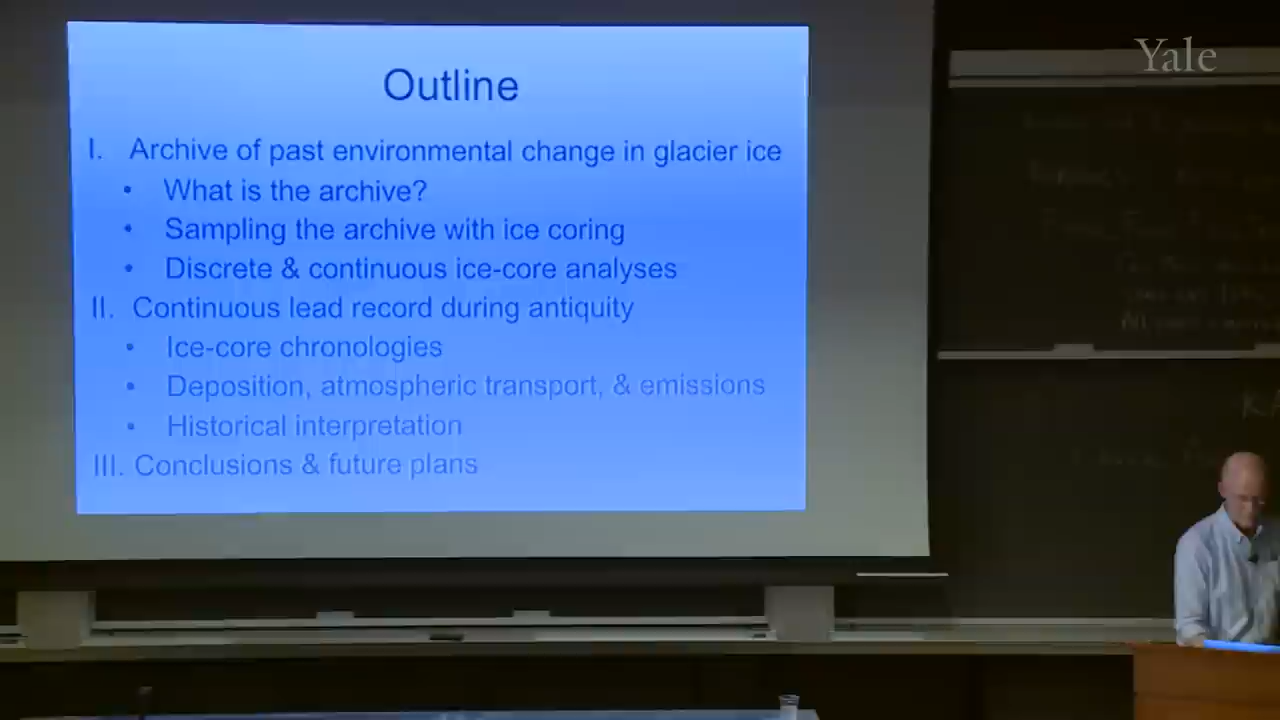 Yale
Outline
I. Archive of past environmental change in glacier ice
• What is the archive?
• Sampling the archive with ice coring
• Discrete & continuous ice-core analyses
II. Continuous lead record during antiquity
• Ice-core chronologies
• Deposition, atmospheric transport, & emissions
• Historical interpretation
III. Conclusions & future plans